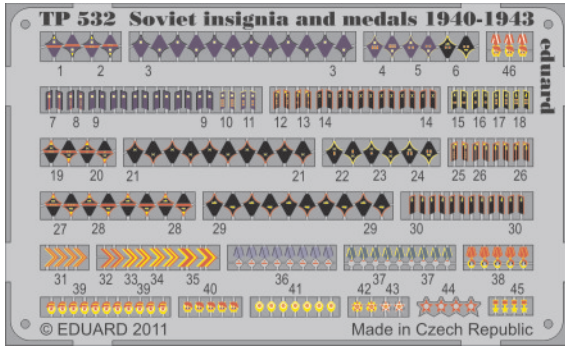 TP 532 Soviet insignia and medals 1940-1943
eduard
1 2 3 3 4 5 6 46
7 8 9 9 10 11 12 13 14 14 15 16 17 18
19 20 21 21 22 23 24 25 26 26
27 28 28 29 29 30 30
31 32 33 34 35 36 37 37 38
39 39 40 41 42 43 44 45
© EDUARD 2011
Made in Czech Republic